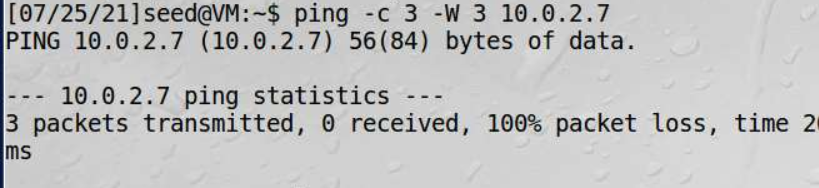 [07/25/21]seed@VM:~$ ping -c 3 -W 3 10.0.2.7
PING 10.0.2.7 (10.0.2.7) 56(84) bytes of data.
--- 10.0.2.7 ping statistics ---
3 packets transmitted, 0 received, 100% packet loss, time
ms